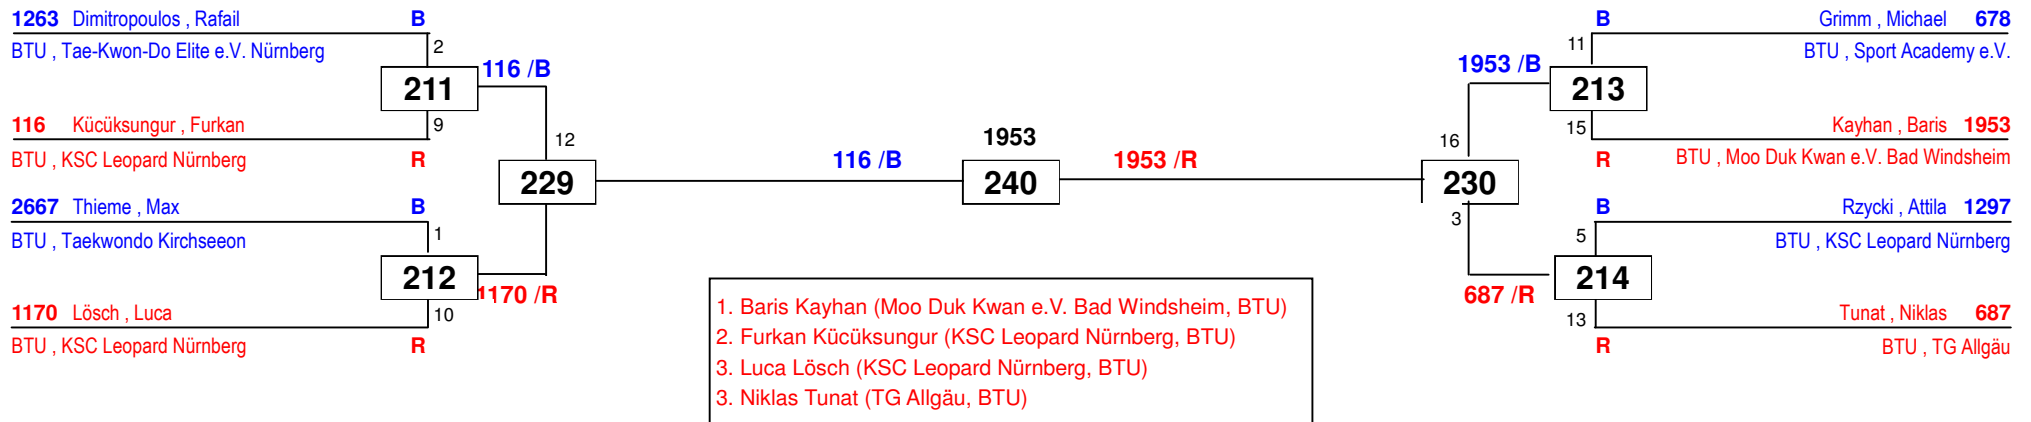 1263 Dimitropoulos , Rafail B
BTU , Tae-Kwon-Do Elite e.V. Nürnberg
2
211
116 /B
116 Kücüksungur , Furkan
9
BTU , KSC Leopard Nürnberg R
12
229
2667 Thieme , Max B
BTU , Taekwondo Kirchseeon
1
212
1170 /R
1170 Lösch , Luca
10
BTU , KSC Leopard Nürnberg R
116 /B
1953
240
1953 /R
B Grimm , Michael 678
11
BTU , Sport Academy e.V.
1953 /B
213
15
Kayhan , Baris 1953
R BTU , Moo Duk Kwan e.V. Bad Windsheim
16
230
3
B Rzycki , Attila 1297
5
BTU , KSC Leopard Nürnberg
214
687 /R
13
Tunat , Niklas 687
R BTU , TG Allgäu
1. Baris Kayhan (Moo Duk Kwan e.V. Bad Windsheim, BTU)
2. Furkan Kücüksungur (KSC Leopard Nürnberg, BTU)
3. Luca Lösch (KSC Leopard Nürnberg, BTU)
3. Niklas Tunat (TG Allgäu, BTU)